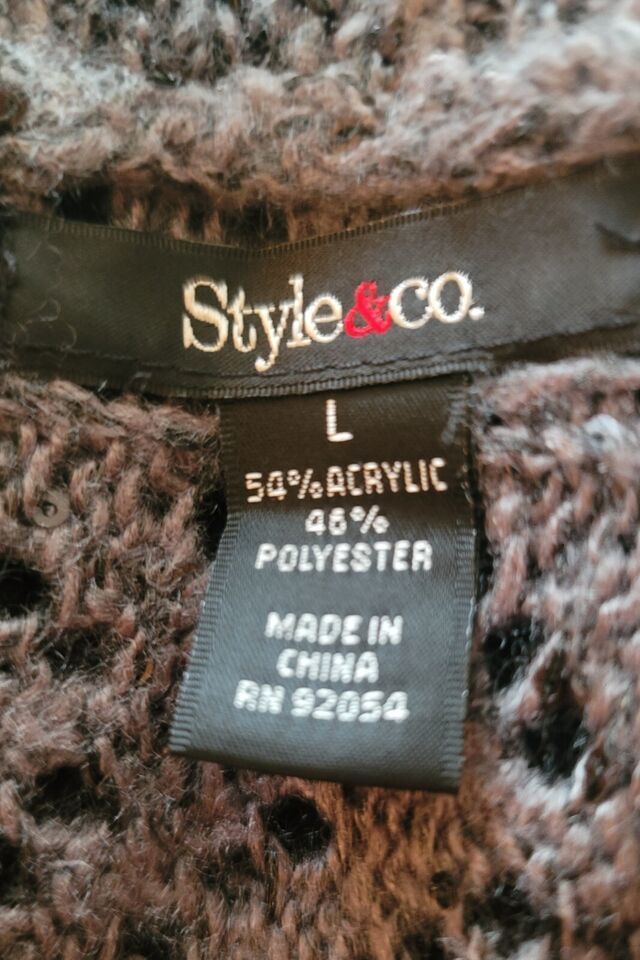 Style&co.
L
54% ACRYLIC
46%
POLYESTER
MADE IN
CHINA
RN 92054